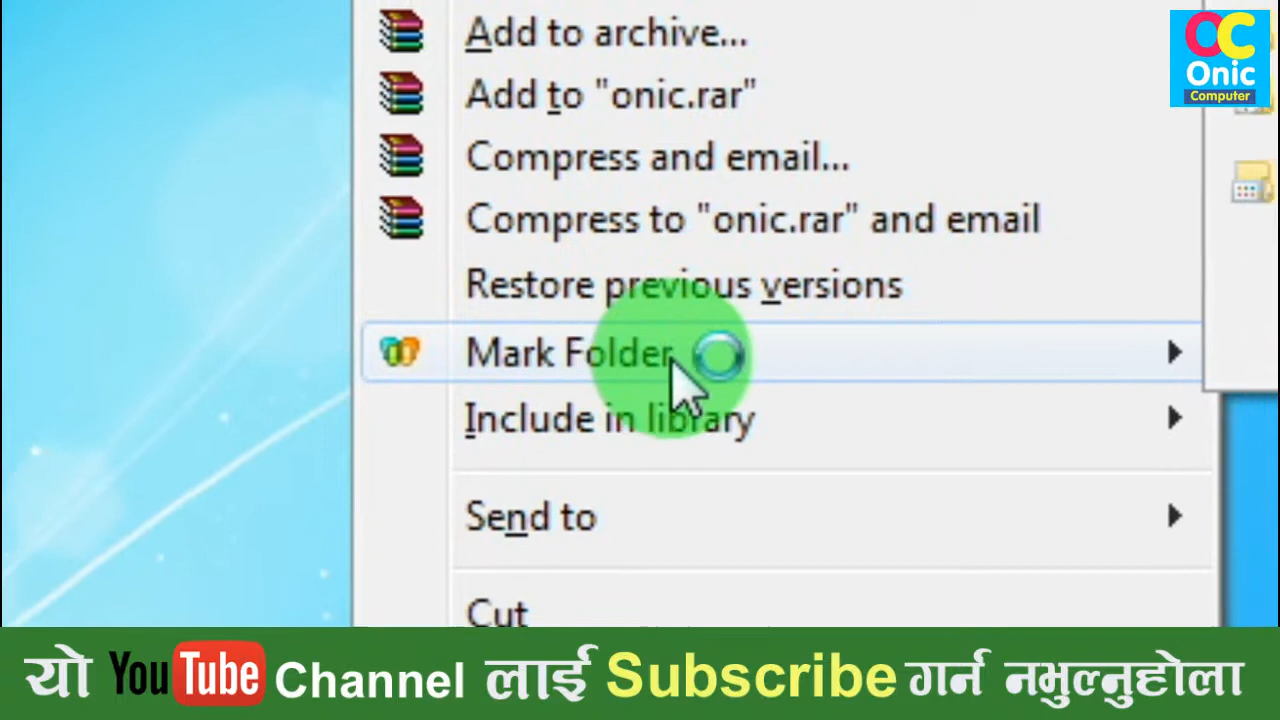 Add to archive...
Add to "onic.rar"
Compress and email...
Compress to "onic.rar" and email
Restore previous versions
Mark Folder
Include in library
Send to
Cut
OC
Onic
Computer
यो YouTube Channel लाई Subscribe गर्न नभुल्नुहोला